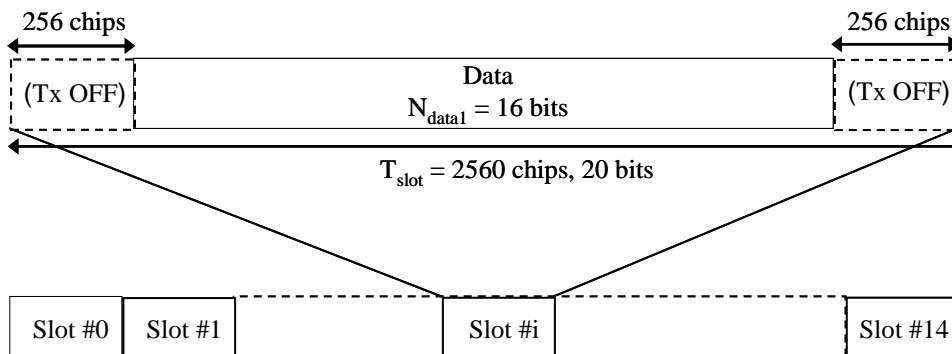 256 chips
256 chips
(Tx OFF)
Data
N_data1 = 16 bits
(Tx OFF)
T_slot = 2560 chips, 20 bits
Slot #0
Slot #1
Slot #i
Slot #14